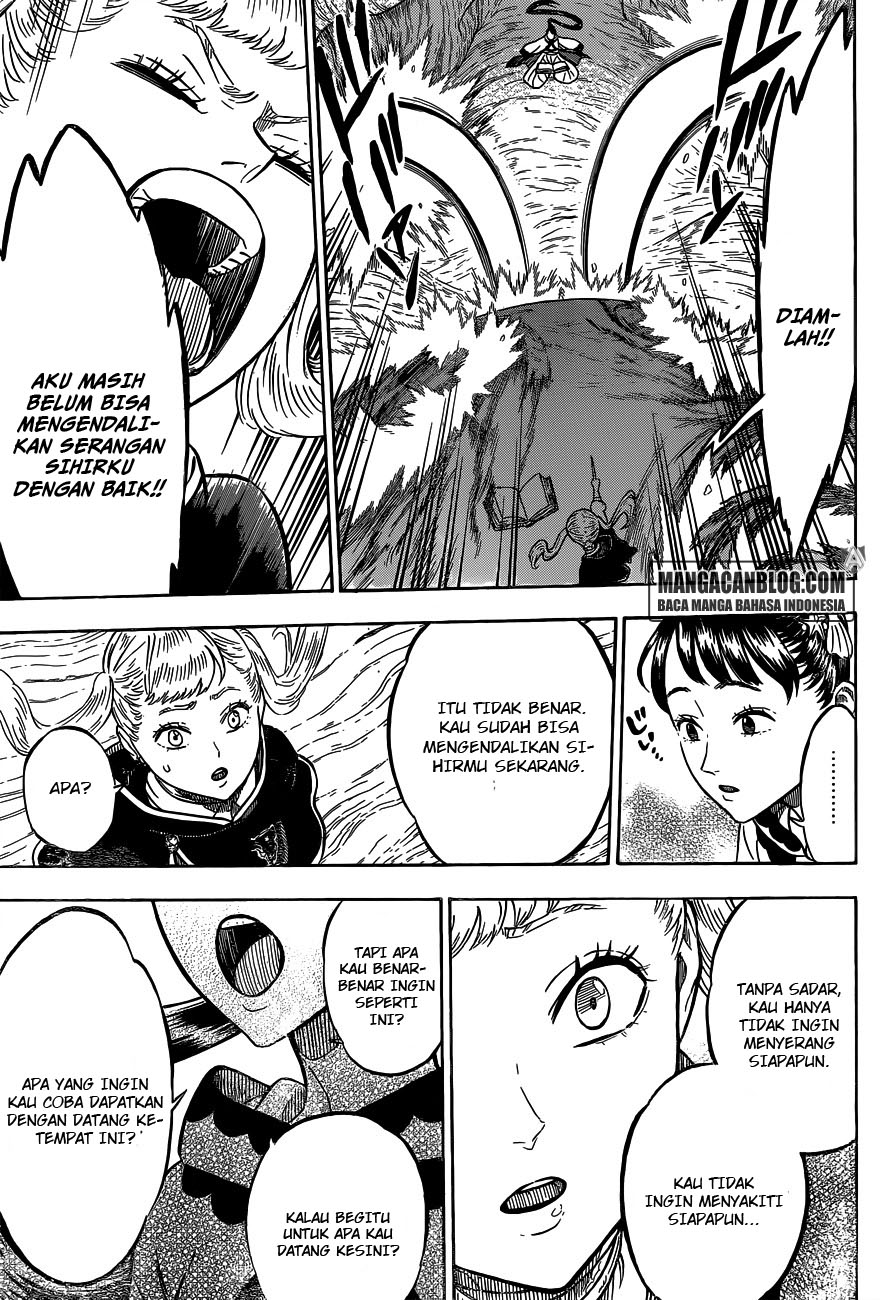 DIAM-
LAH!!
AKU MASIH
BELUM BISA
MENGENDALI-
KAN SERANGAN
SIHIRKU
DENGAN BAIK!!
MANGACANBLOG.COM
BACA MANGA BAHASA INDONESIA
..........
ITU TIDAK BENAR.
KAU SUDAH BISA
MENGENDALIKAN SI-
HIRMU SEKARANG.
APA?
TANPA SADAR,
KAU HANYA
TIDAK INGIN
MENYERANG
SIAPAPUN.
KAU TIDAK
INGIN MENYAKITI
SIAPAPUN...
TAPI APA
KAU BENAR-
BENAR INGIN
SEPERTI
INI?
KALAU BEGITU
UNTUK APA KAU
DATANG KESINI?
APA YANG INGIN
KAU COBA DAPATKAN
DENGAN DATANG KE-
TEMPAT INI?